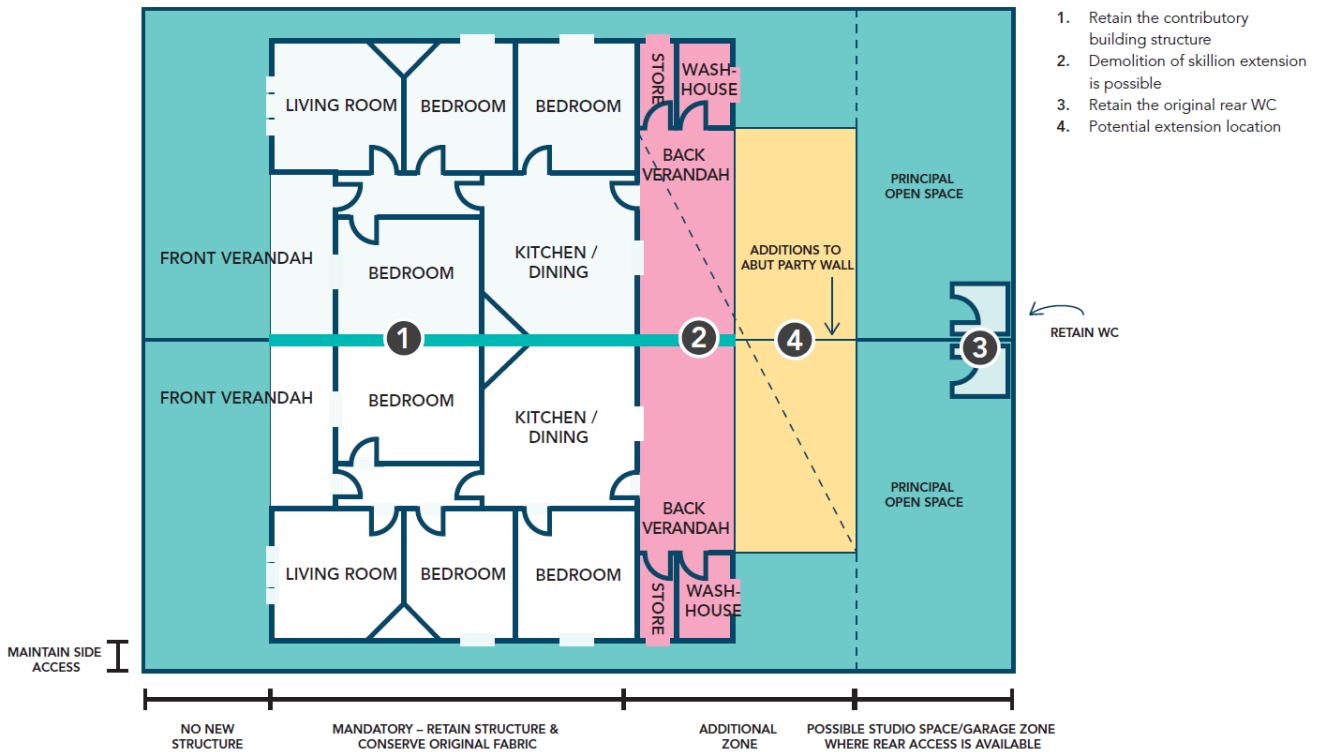 1. Retain the contributory
building structure
2. Demolition of skillion extension
is possible
3. Retain the original rear WC
4. Potential extension location
LIVING ROOM
BEDROOM
BEDROOM
STORE
WASH-
HOUSE
BACK
VERANDAH
PRINCIPAL
OPEN SPACE
FRONT VERANDAH
BEDROOM
KITCHEN /
DINING
ADDITIONS TO
ABUT PARTY WALL
1
2
4
3
RETAIN WC
FRONT VERANDAH
BEDROOM
KITCHEN /
DINING
BACK
VERANDAH
PRINCIPAL
OPEN SPACE
LIVING ROOM
BEDROOM
BEDROOM
STORE
WASH-
HOUSE
MAINTAIN SIDE
ACCESS
NO NEW
STRUCTURE
MANDATORY – RETAIN STRUCTURE &
CONSERVE ORIGINAL FABRIC
ADDITIONAL
ZONE
POSSIBLE STUDIO SPACE/GARAGE ZONE
WHERE REAR ACCESS IS AVAILABLE